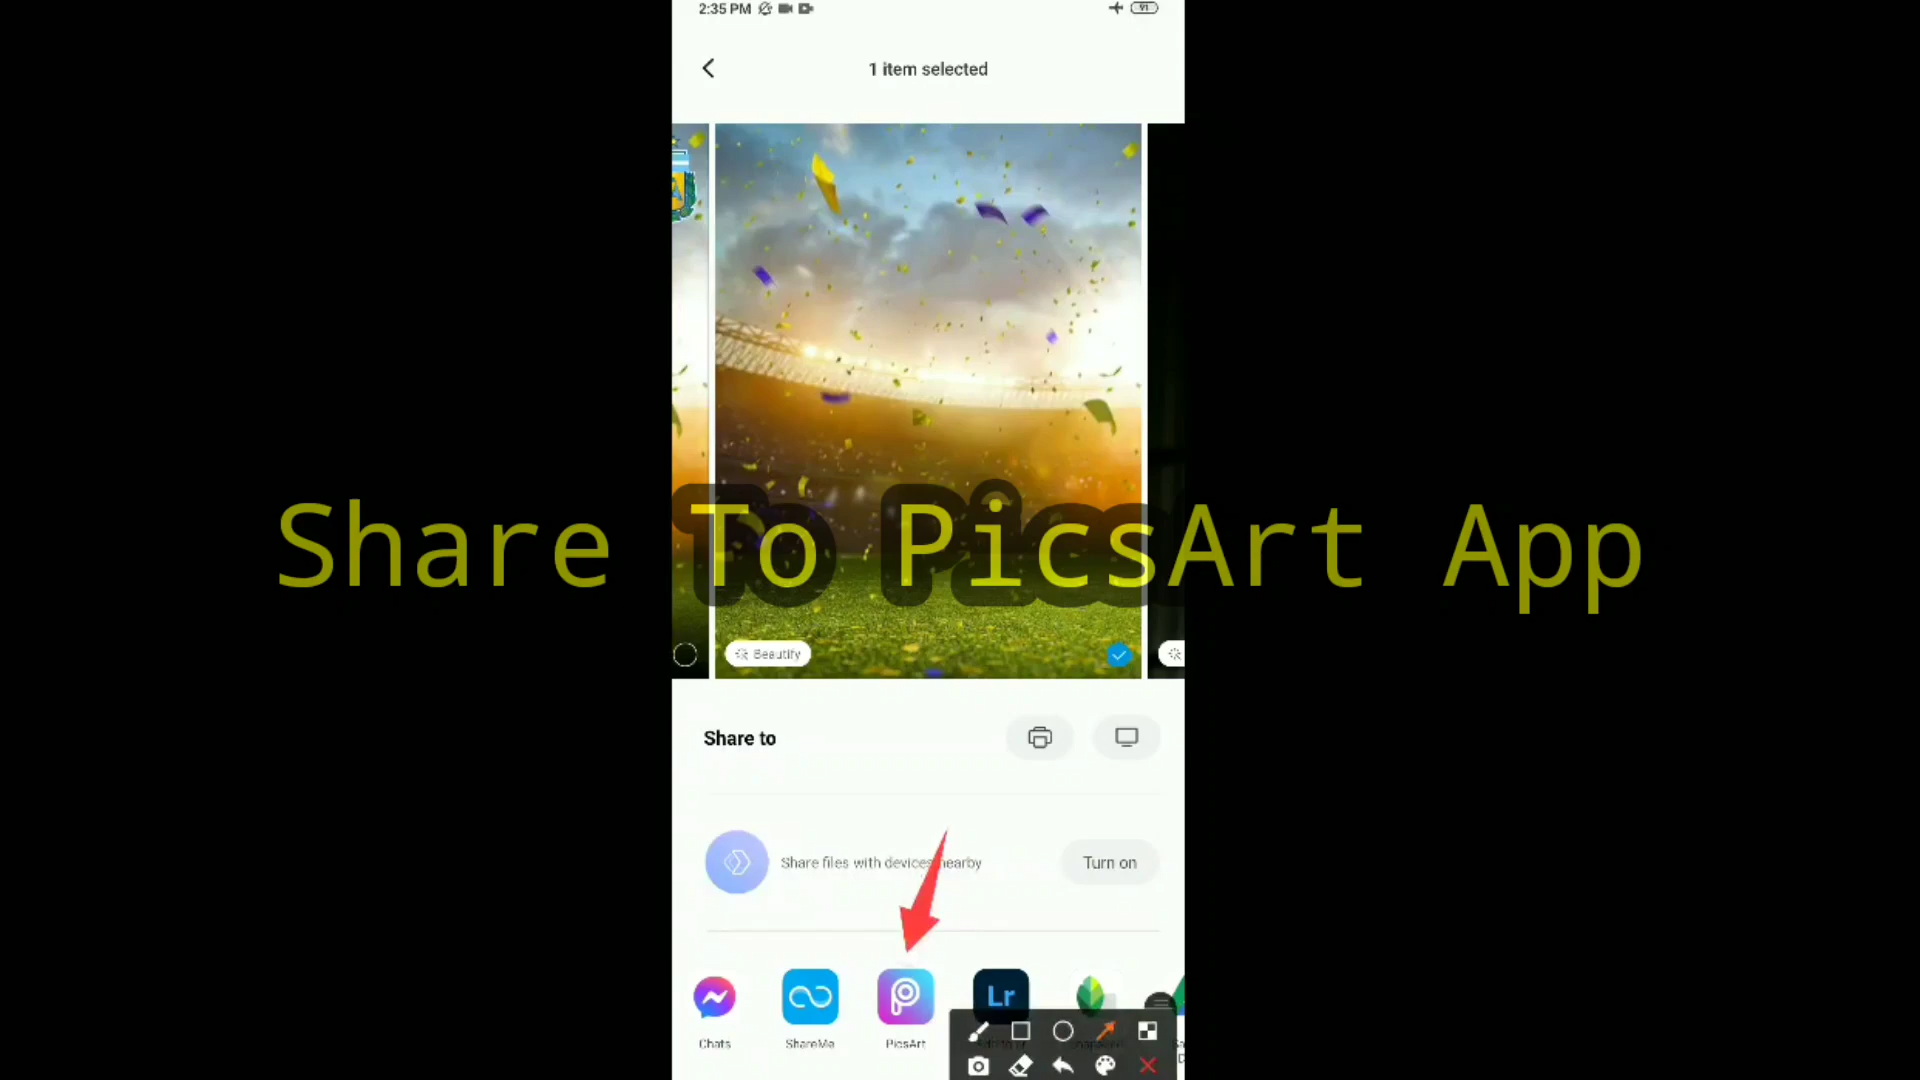 2:35 PM
91
1 item selected
Share To PicsArt App
Beautify
Share to
Share files with devices nearby
Turn on
Lr
Chats
ShareMe
PicsArt